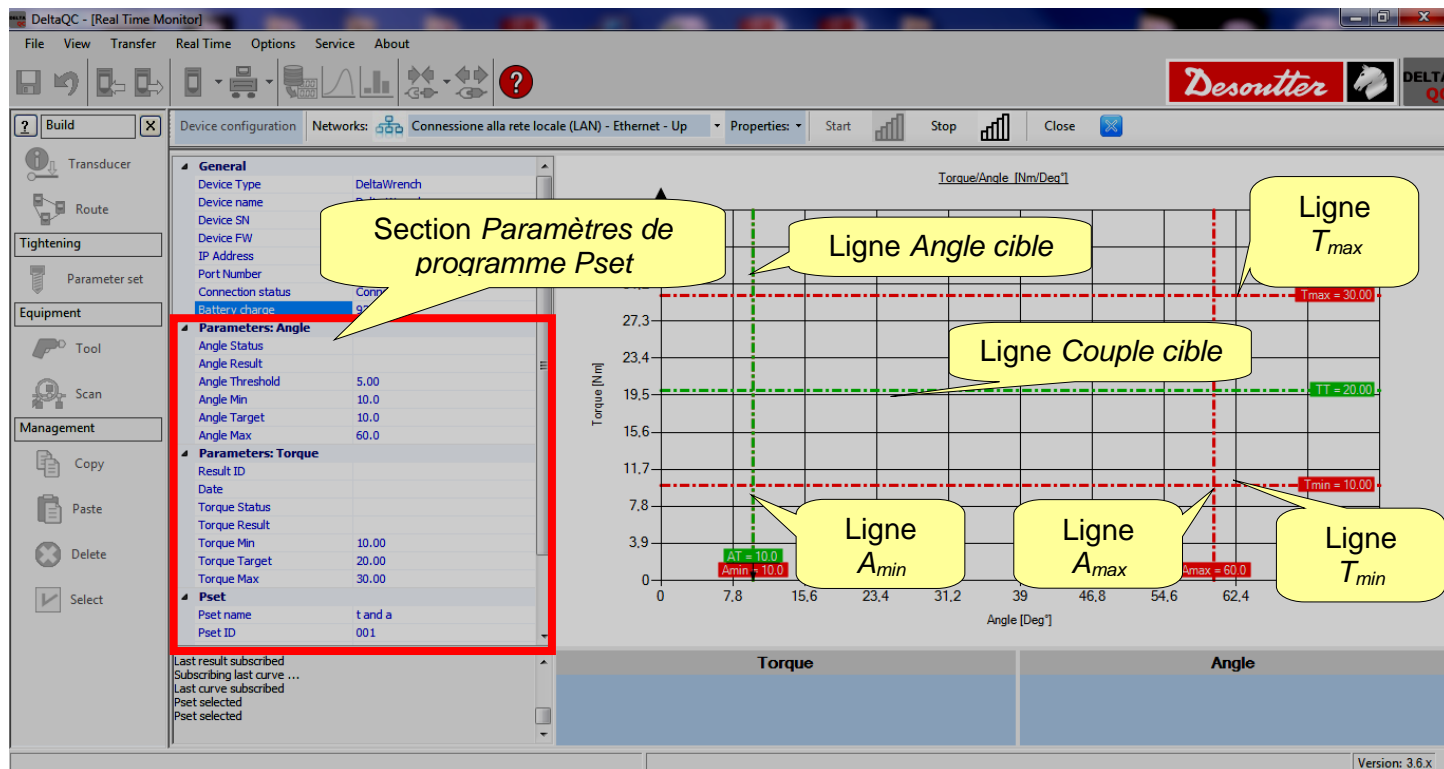 DeltaQC - [Real Time Monitor]
File View Transfer Real Time Options Service About
Desoutter
DELTA
QC
? Build X
Transducer
Route
Tightening
Parameter set
Equipment
Tool
Scan
Management
Copy
Paste
Delete
Select
Device configuration Networks: Connessione alla rete locale (LAN) - Ethernet - Up Properties: Start Stop Close
General
Device Type DeltaWrench
Device name
Device SN
Device FW
IP Address
Port Number
Connection status
Battery charge
Parameters: Angle
Angle Status
Angle Result
Angle Threshold 5.00
Angle Min 10.0
Angle Target 10.0
Angle Max 60.0
Parameters: Torque
Result ID
Date
Torque Status
Torque Result
Torque Min 10.00
Torque Target 20.00
Torque Max 30.00
Pset
Pset name t and a
Pset ID 001
Last result subscribed
Subscribing last curve ...
Last curve subscribed
Pset selected
Pset selected
Section Paramètres de
programme Pset
Torque/Angle [Nm/Deg°]
Ligne Angle cible
Ligne
Tmax
Tmax = 30.00
27,3
Ligne Couple cible
23,4
Torque [Nm]
TT = 20.00
19,5
15,6
11,7
Tmin = 10.00
7,8
Ligne
Amin
Ligne
Amax
Ligne
Tmin
3,9
AT = 10.0
Amin = 10.0
Amax = 60.0
0
0 7,8 15,6 23,4 31,2 39 46,8 54,6 62,4
Angle [Deg°]
Torque Angle
Version: 3.6.x